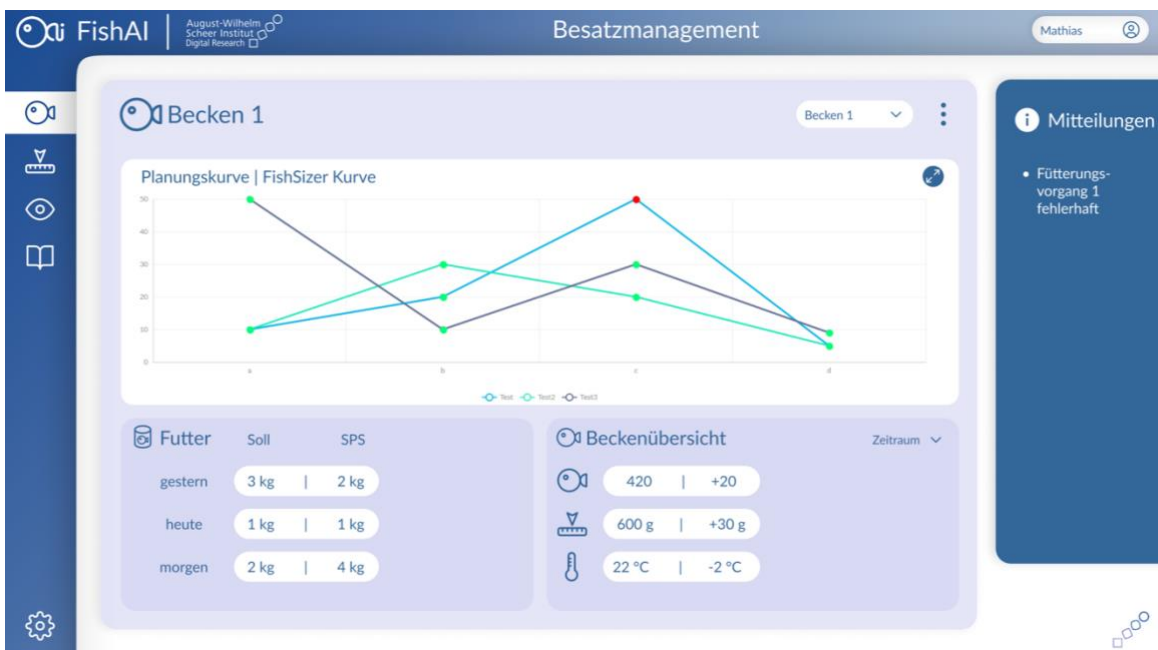 FishAI
August-Wilhelm
Scheer Institut
Digital Research
Besatzmanagement
Mathias
Becken 1
Becken 1
Planungskurve | FishSizer Kurve
50
40
30
20
10
0
a b c d
Test Test2 Test3
Futter Soll SPS
gestern 3 kg | 2 kg
heute 1 kg | 1 kg
morgen 2 kg | 4 kg
Beckenübersicht Zeitraum
420 | +20
600 g | +30 g
22 °C | -2 °C
Mitteilungen
• Fütterungs-
vorgang 1
fehlerhaft